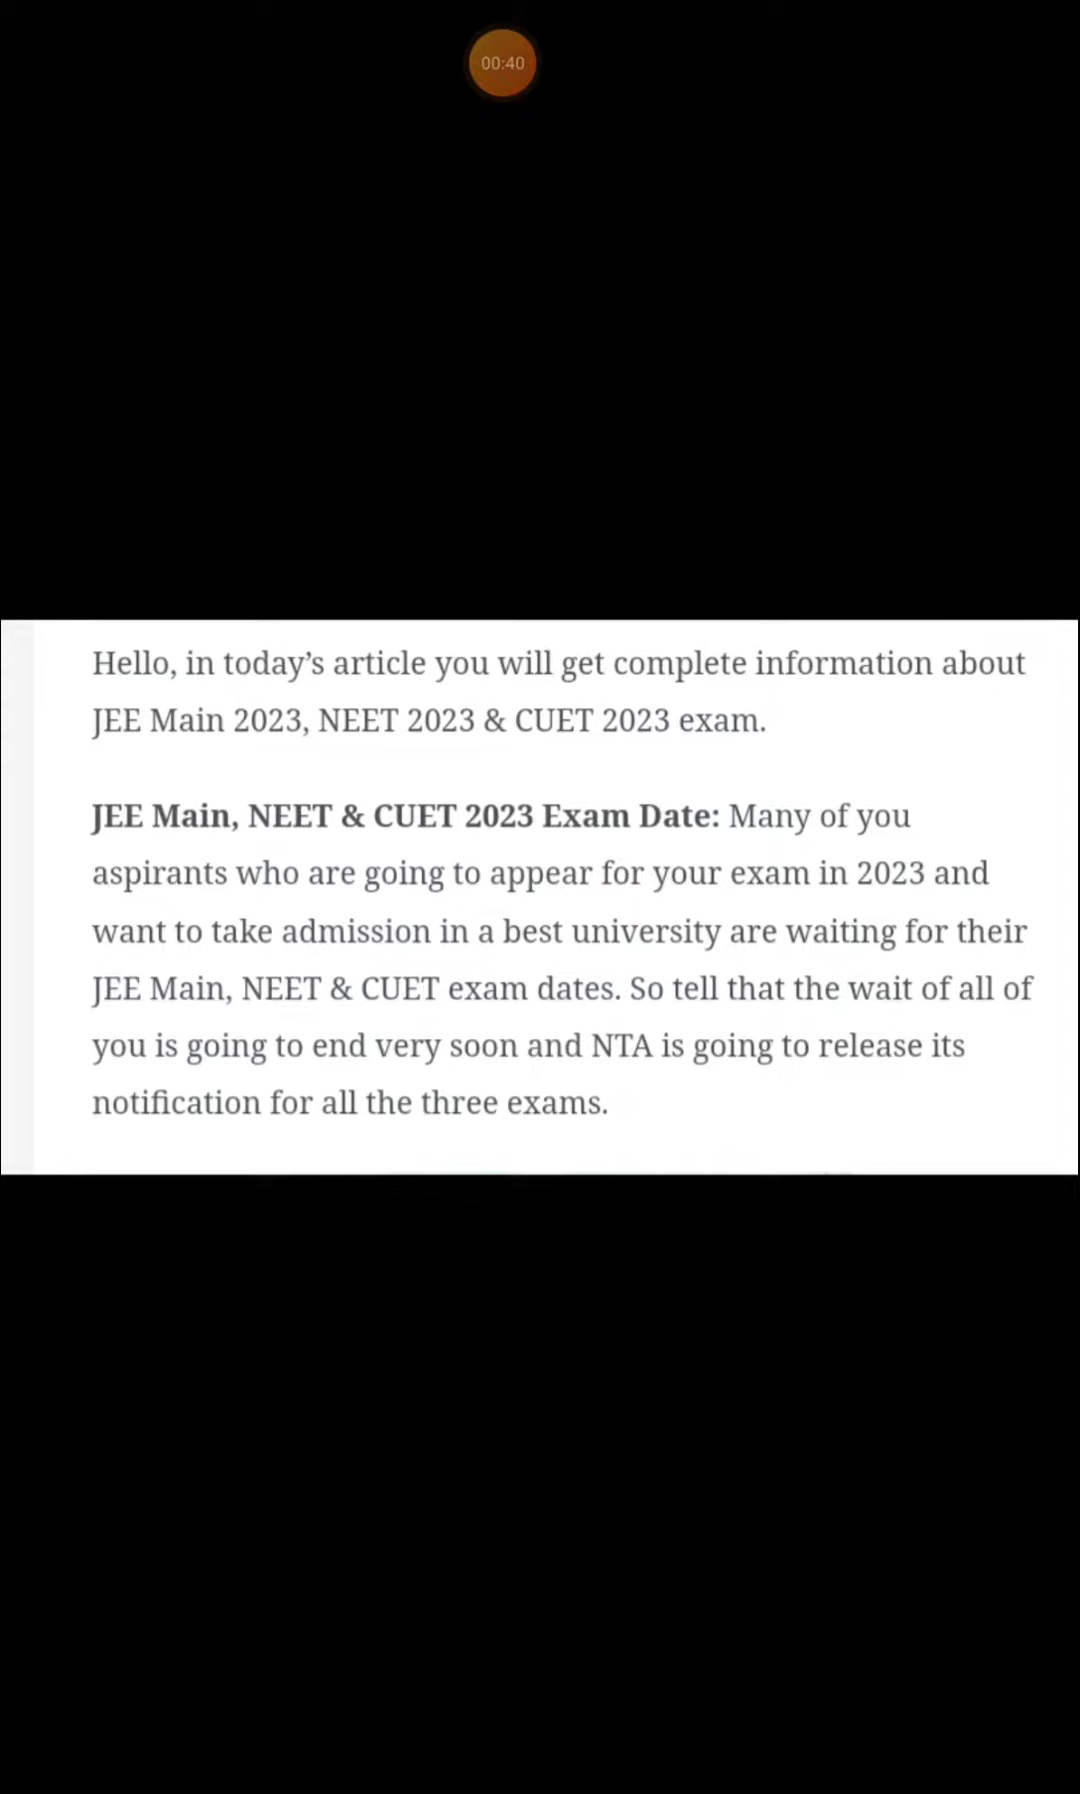 00:40
Hello, in today’s article you will get complete information about
JEE Main 2023, NEET 2023 & CUET 2023 exam.
JEE Main, NEET & CUET 2023 Exam Date: Many of you
aspirants who are going to appear for your exam in 2023 and
want to take admission in a best university are waiting for their
JEE Main, NEET & CUET exam dates. So tell that the wait of all of
you is going to end very soon and NTA is going to release its
notification for all the three exams.